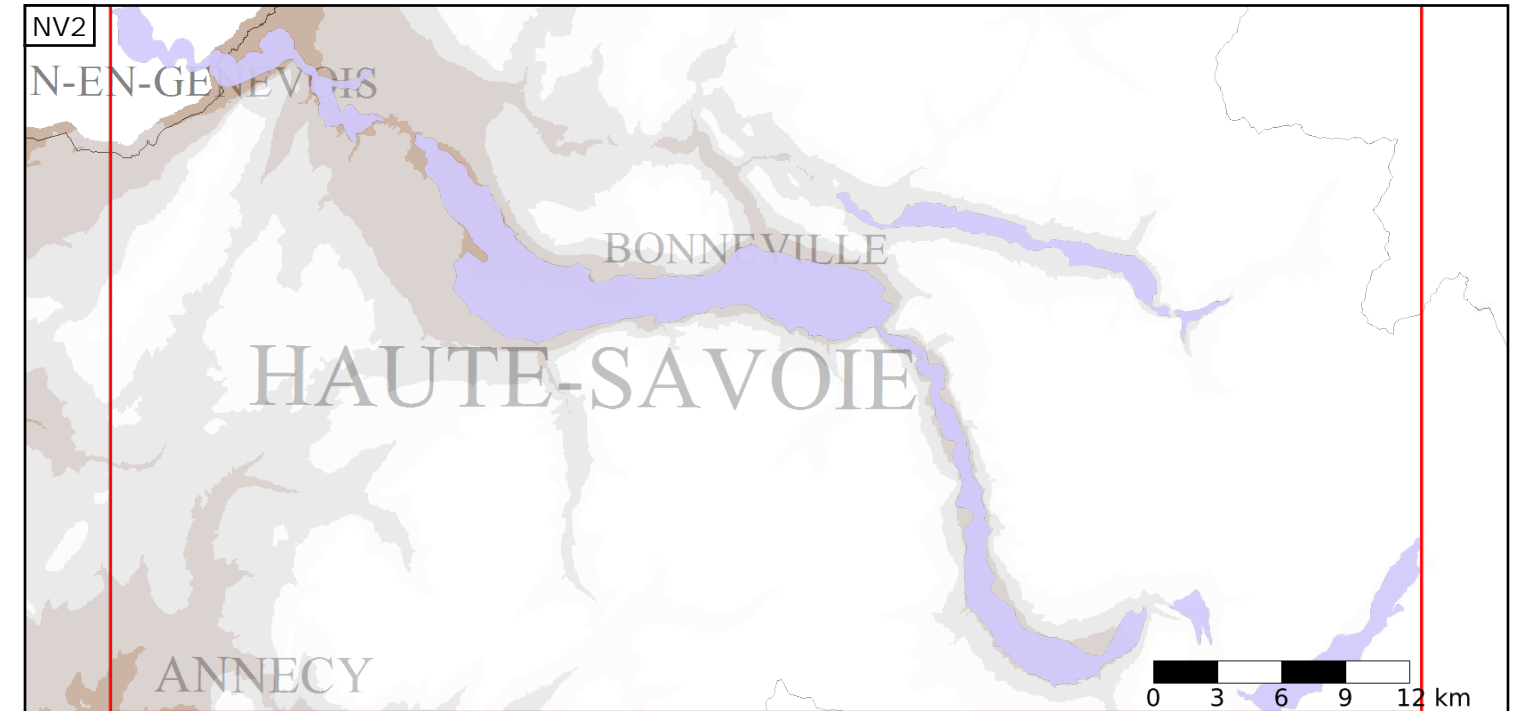 NV2
N-EN-GENEVOIS
BONNEVILLE
HAUTE-SAVOIE
ANNECY
0 3 6 9 12 km